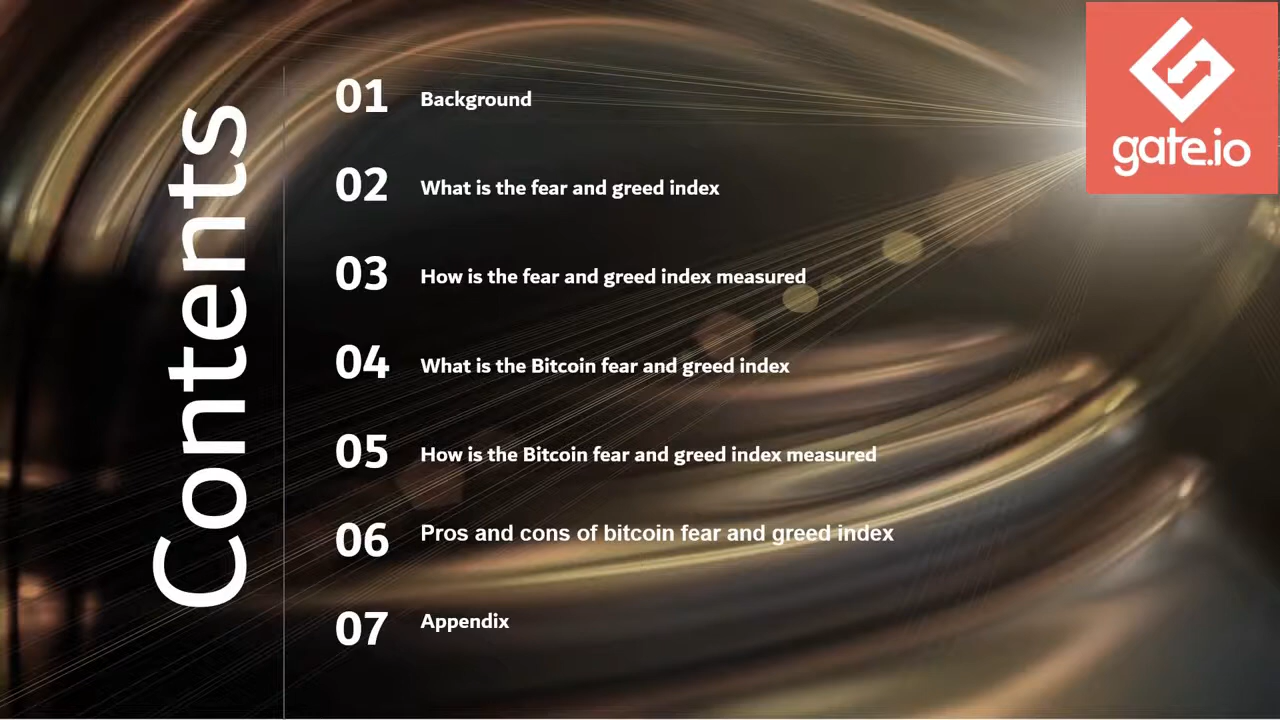 Contents
01 Background
02 What is the fear and greed index
03 How is the fear and greed index measured
04 What is the Bitcoin fear and greed index
05 How is the Bitcoin fear and greed index measured
06 Pros and cons of bitcoin fear and greed index
07 Appendix
gate.io